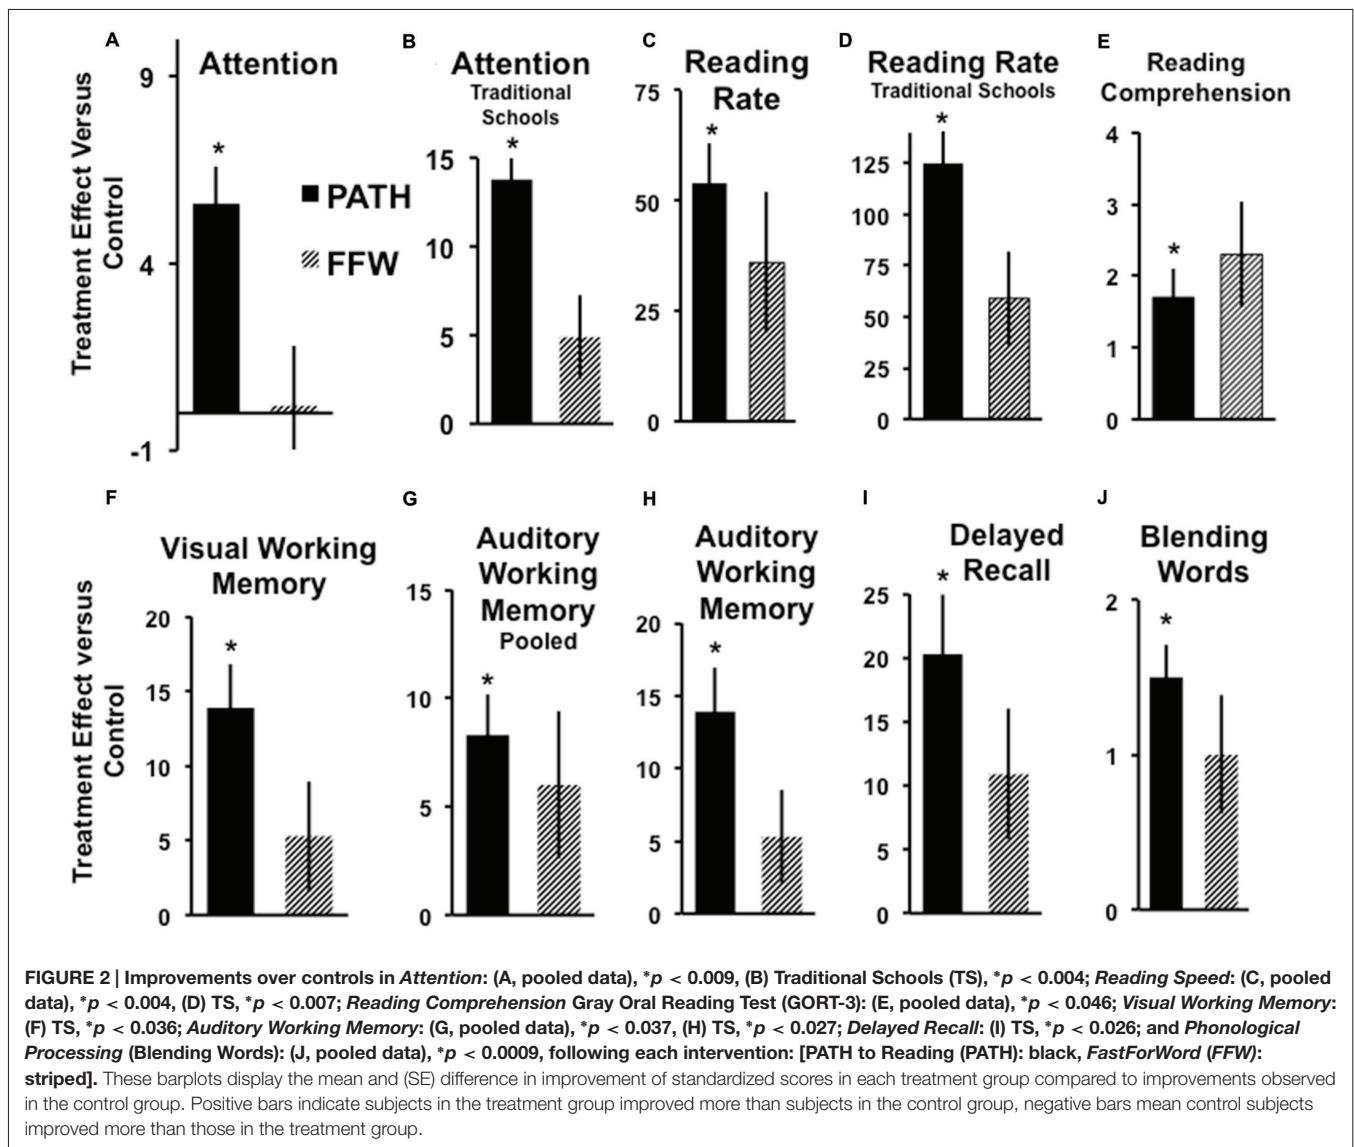 A
Attention
Treatment Effect Versus
Control
9
4
-1
*
PATH
FFW
B
Attention
Traditional
Schools
*
15
10
5
0
C
Reading
Rate
*
75
50
25
0
D
Reading Rate
Traditional Schools
*
125
100
75
50
25
0
E
Reading
Comprehension
*
4
3
2
1
0
F
Visual Working
Memory
Treatment Effect versus
Control
*
20
15
10
5
0
G
Auditory
Working
Memory
Pooled
*
15
10
5
0
H
Auditory
Working
Memory
*
20
15
10
5
0
I
Delayed
Recall
*
25
20
15
10
5
0
J
Blending
Words
*
2
1
0
FIGURE 2 | Improvements over controls in Attention: (A, pooled data), *p < 0.009, (B) Traditional Schools (TS), *p < 0.004; Reading Speed: (C, pooled
data), *p < 0.004, (D) TS, *p < 0.007; Reading Comprehension Gray Oral Reading Test (GORT-3): (E, pooled data), *p < 0.046; Visual Working Memory:
(F) TS, *p < 0.036; Auditory Working Memory: (G, pooled data), *p < 0.037, (H) TS, *p < 0.027; Delayed Recall: (I) TS, *p < 0.026; and Phonological
Processing (Blending Words): (J, pooled data), *p < 0.0009, following each intervention: [PATH to Reading (PATH): black, FastForWord (FFW):
striped]. These barplots display the mean and (SE) difference in improvement of standardized scores in each treatment group compared to improvements observed
in the control group. Positive bars indicate subjects in the treatment group improved more than subjects in the control group, negative bars mean control subjects
improved more than those in the treatment group.